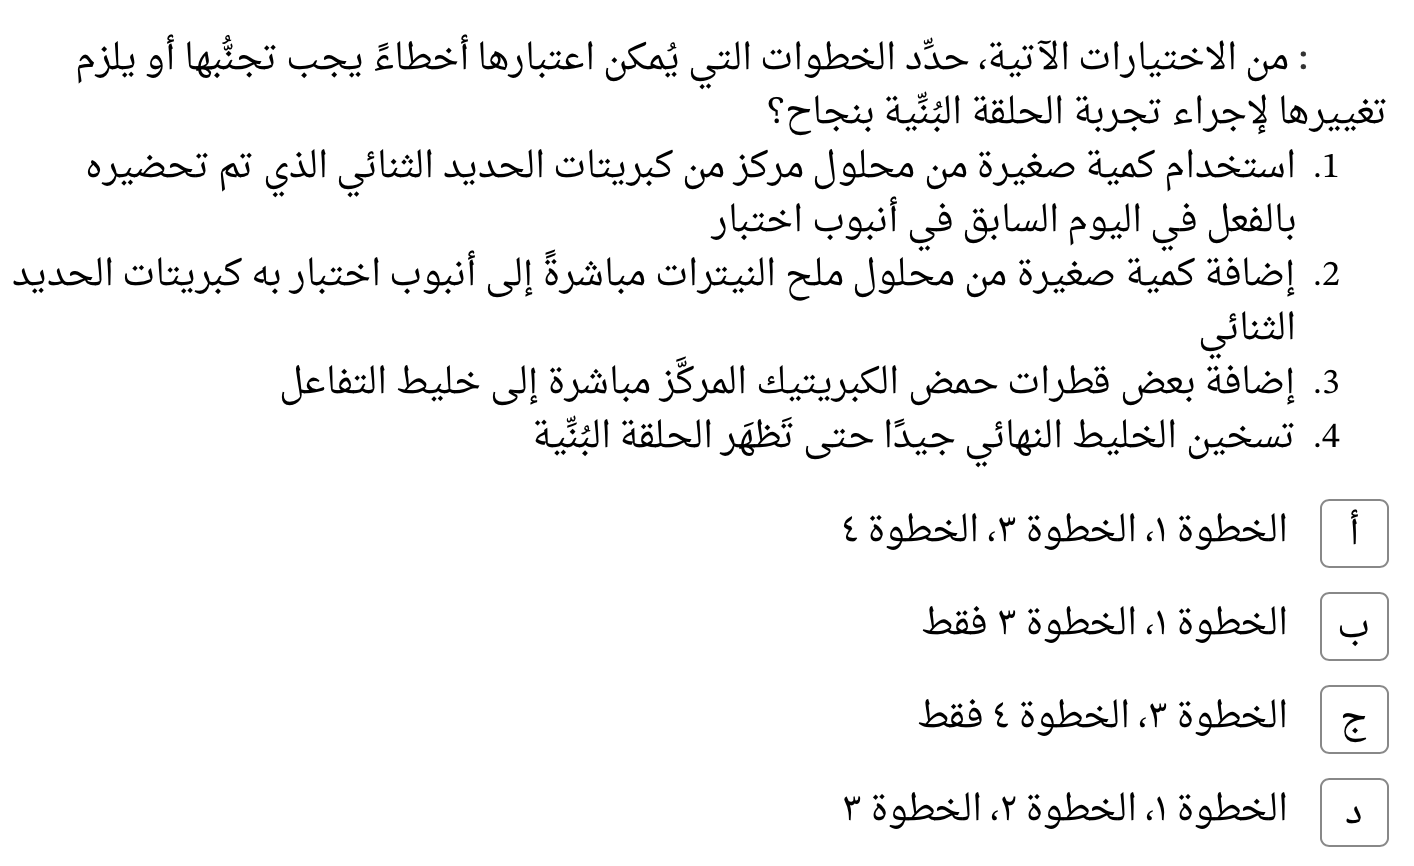 : من الاختيارات الآتية، حدِّد الخطوات التي يُمكن اعتبارها أخطاءً يجب تجنُّبها أو يلزم
تغييرها لإجراء تجربة الحلقة البُنِّية بنجاح؟
1. استخدام كمية صغيرة من محلول مركز من كبريتات الحديد الثنائي الذي تم تحضيره
بالفعل في اليوم السابق في أنبوب اختبار
2. إضافة كمية صغيرة من محلول ملح النيترات مباشرةً إلى أنبوب اختبار به كبريتات الحديد
الثنائي
3. إضافة بعض قطرات حمض الكبريتيك المركَّز مباشرة إلى خليط التفاعل
4. تسخين الخليط النهائي جيدًا حتى تَظهَر الحلقة البُنِّية
أ الخطوة ١، الخطوة ٣، الخطوة ٤
ب الخطوة ١، الخطوة ٣ فقط
ج الخطوة ٣، الخطوة ٤ فقط
د الخطوة ١، الخطوة ٢، الخطوة ٣